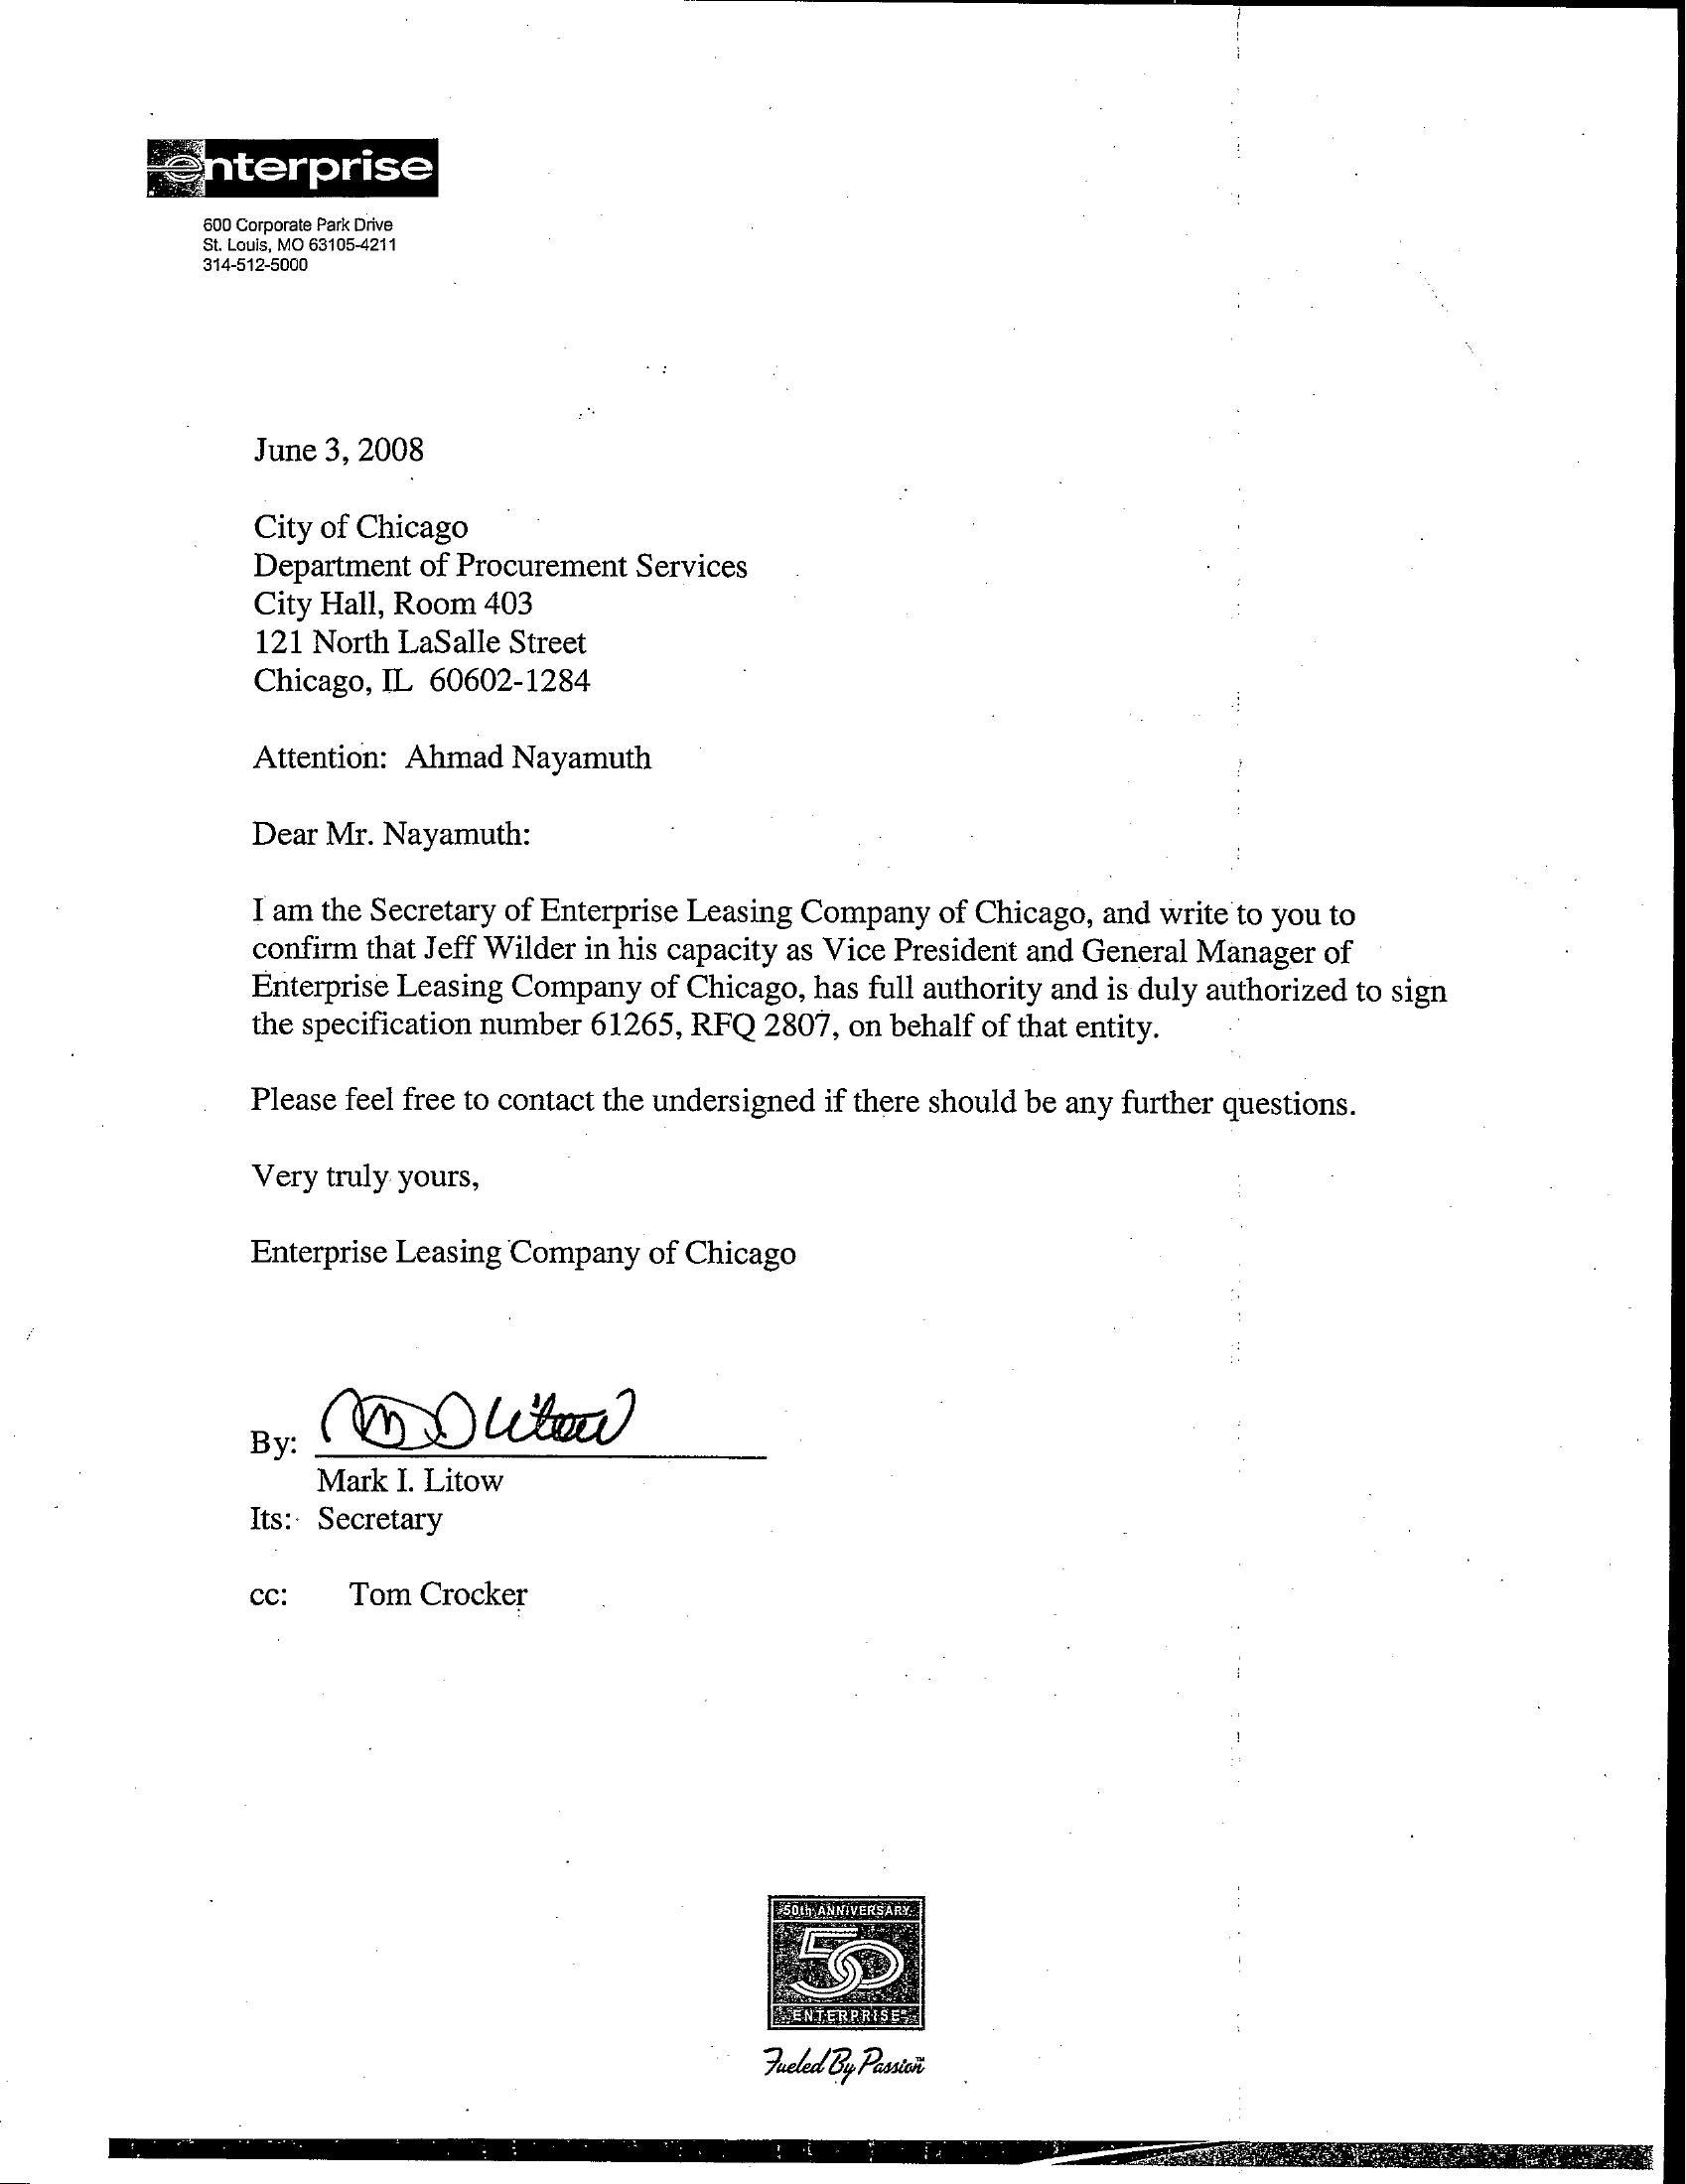 enterprise
600 Corporate Park Drive
St. Louis, MO 63105-4211
314-512-5000
June 3, 2008
City of Chicago
Department of Procurement Services
City Hall, Room 403
121 North LaSalle Street
Chicago, IL 60602-1284
Attention: Ahmad Nayamuth
Dear Mr. Nayamuth:
I am the Secretary of Enterprise Leasing Company of Chicago, and write to you to
confirm that Jeff Wilder in his capacity as Vice President and General Manager of
Enterprise Leasing Company of Chicago, has full authority and is duly authorized to sign
the specification number 61265, RFQ 2807, on behalf of that entity.
Please feel free to contact the undersigned if there should be any further questions.
Very truly yours,
Enterprise Leasing Company of Chicago
By:
Mark I. Litow
Its: Secretary
cc: Tom Crocker
50th ANNIVERSARY
50
ENTERPRISE
Fueled By Passion™